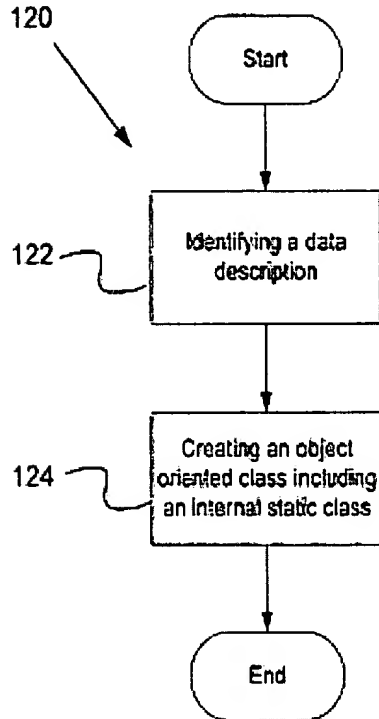 120
Start
122
Identifying a data
description
124
Creating an object
oriented class including
an internal static class
End